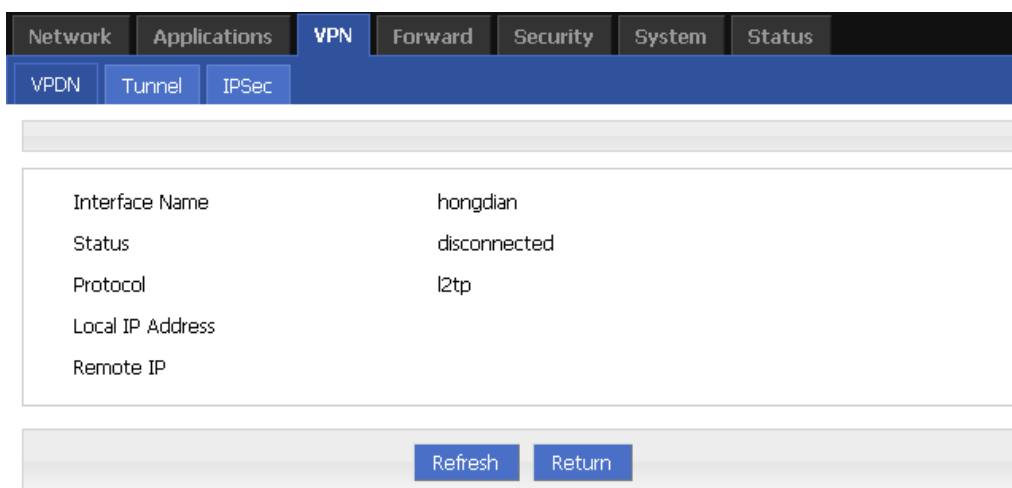 Network Applications VPN Forward Security System Status
VPDN Tunnel IPSec
Interface Name hongdian
Status disconnected
Protocol l2tp
Local IP Address
Remote IP
Refresh Return